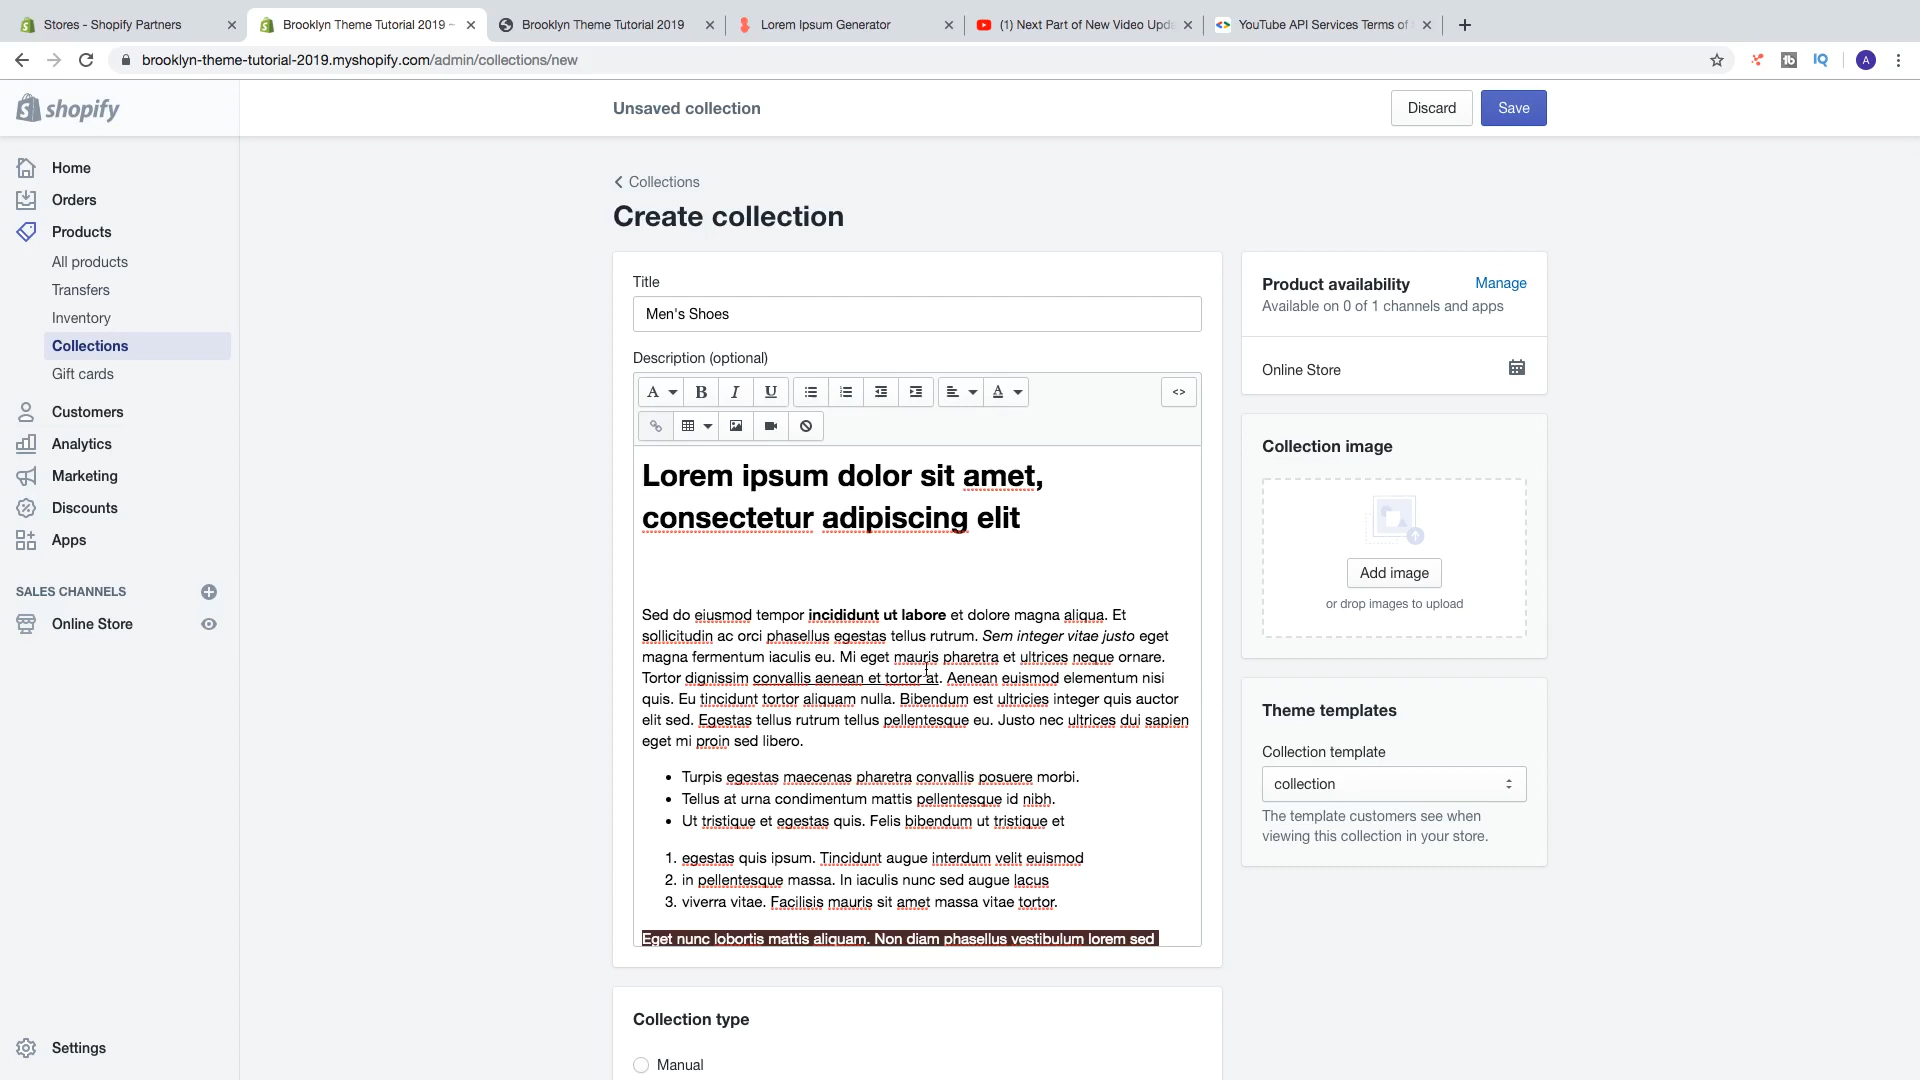 Stores - Shopify Partners
Brooklyn Theme Tutorial 2019 ~
Brooklyn Theme Tutorial 2019
Lorem Ipsum Generator
(1) Next Part of New Video Upda
YouTube API Services Terms of
brooklyn-theme-tutorial-2019.myshopify.com/admin/collections/new
IQ
A
shopify
Unsaved collection
Discard
Save
Home
Orders
Products
All products
Transfers
Inventory
Collections
Gift cards
Customers
Analytics
Marketing
Discounts
Apps
SALES CHANNELS
Online Store
Settings
Collections
Create collection
Title
Men's Shoes
Description (optional)
A B I U A <>
Lorem ipsum dolor sit amet,
consectetur adipiscing elit
Sed do eiusmod tempor incididunt ut labore et dolore magna aliqua. Et
sollicitudin ac orci phasellus egestas tellus rutrum. Sem integer vitae justo eget
magna fermentum iaculis eu. Mi eget mauris pharetra et ultrices neque ornare.
Tortor dignissim convallis aenean et tortor at. Aenean euismod elementum nisi
quis. Eu tincidunt tortor aliquam nulla. Bibendum est ultricies integer quis auctor
elit sed. Egestas tellus rutrum tellus pellentesque eu. Justo nec ultrices dui sapien
eget mi proin sed libero.
• Turpis egestas maecenas pharetra convallis posuere morbi.
• Tellus at urna condimentum mattis pellentesque id nibh.
• Ut tristique et egestas quis. Felis bibendum ut tristique et
1. egestas quis ipsum. Tincidunt augue interdum velit euismod
2. in pellentesque massa. In iaculis nunc sed augue lacus
3. viverra vitae. Facilisis mauris sit amet massa vitae tortor.
Eget nunc lobortis mattis aliquam. Non diam phasellus vestibulum lorem sed
Collection type
Manual
Product availability
Manage
Available on 0 of 1 channels and apps
Online Store
Collection image
Add image
or drop images to upload
Theme templates
Collection template
collection
The template customers see when
viewing this collection in your store.